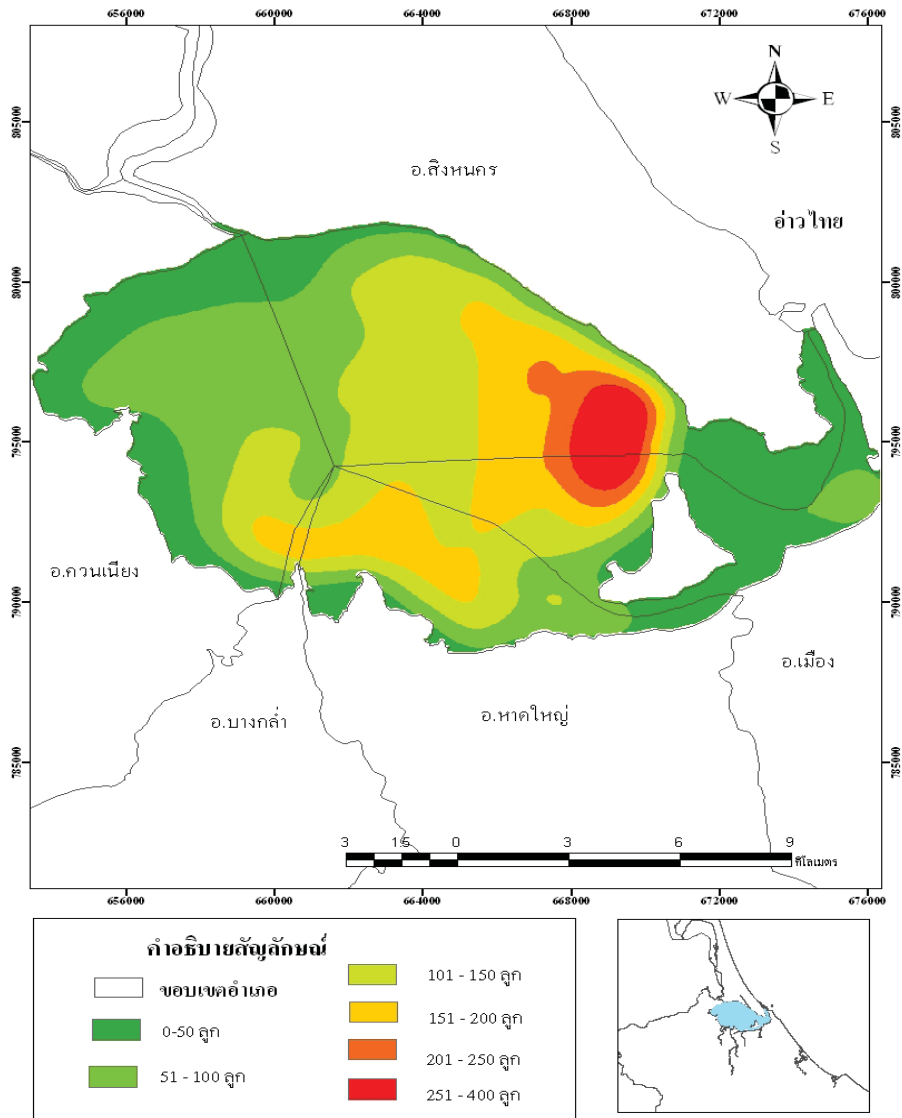 656000 660000 664000 668000 672000 676000
N
W E
S
805000 805000
อ.สิงหนคร
อ่าวไทย
800000 800000
795000 795000
อ.ควนเนียง
790000 790000
อ.เมือง
อ.บางกล่ำ
อ.หาดใหญ่
785000 785000
3 1.5 0 3 6 9
กิโลเมตร
656000 660000 664000 668000 672000 676000
คำอธิบายสัญลักษณ์
ขอบเขตอำเภอ
0-50 ลูก
51 - 100 ลูก
101 - 150 ลูก
151 - 200 ลูก
201 - 250 ลูก
251 - 400 ลูก